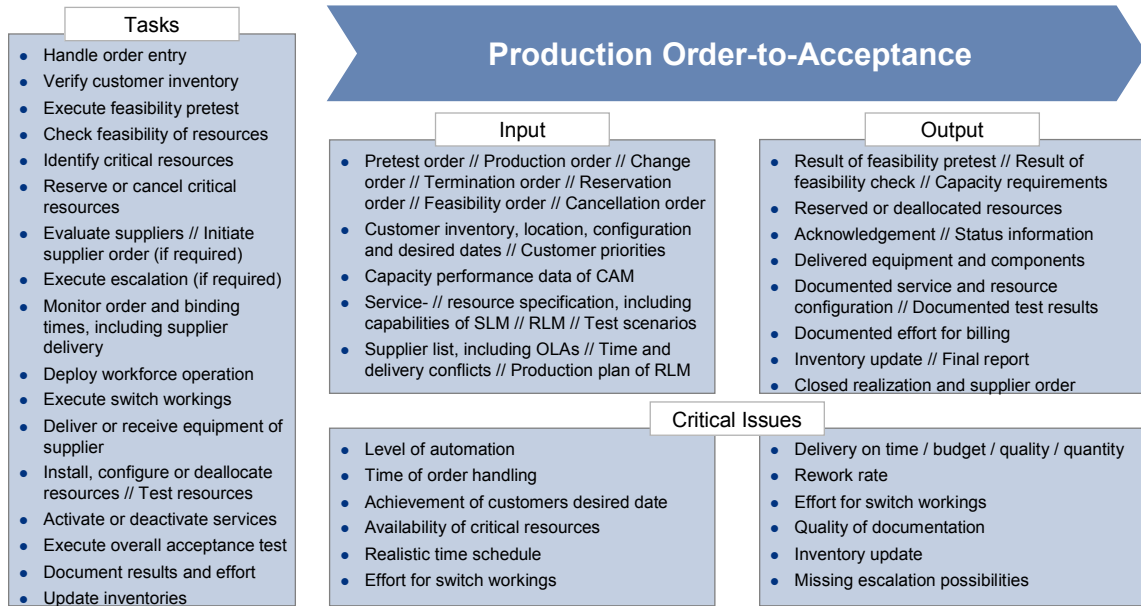 Tasks
• Handle order entry
• Verify customer inventory
• Execute feasibility pretest
• Check feasibility of resources
• Identify critical resources
• Reserve or cancel critical
resources
• Evaluate suppliers // Initiate
supplier order (if required)
• Execute escalation (if required)
• Monitor order and binding
times, including supplier
delivery
• Deploy workforce operation
• Execute switch workings
• Deliver or receive equipment of
supplier
• Install, configure or deallocate
resources // Test resources
• Activate or deactivate services
• Execute overall acceptance test
• Document results and effort
• Update inventories
Production Order-to-Acceptance
Input
• Pretest order // Production order // Change
order // Termination order // Reservation
order // Feasibility order // Cancellation order
• Customer inventory, location, configuration
and desired dates // Customer priorities
• Capacity performance data of CAM
• Service- // resource specification, including
capabilities of SLM // RLM // Test scenarios
• Supplier list, including OLAs // Time and
delivery conflicts // Production plan of RLM
Output
• Result of feasibility pretest // Result of
feasibility check // Capacity requirements
• Reserved or deallocated resources
• Acknowledgement // Status information
• Delivered equipment and components
• Documented service and resource
configuration // Documented test results
• Documented effort for billing
• Inventory update // Final report
• Closed realization and supplier order
Critical Issues
• Level of automation
• Time of order handling
• Achievement of customers desired date
• Availability of critical resources
• Realistic time schedule
• Effort for switch workings
• Delivery on time / budget / quality / quantity
• Rework rate
• Effort for switch workings
• Quality of documentation
• Inventory update
• Missing escalation possibilities